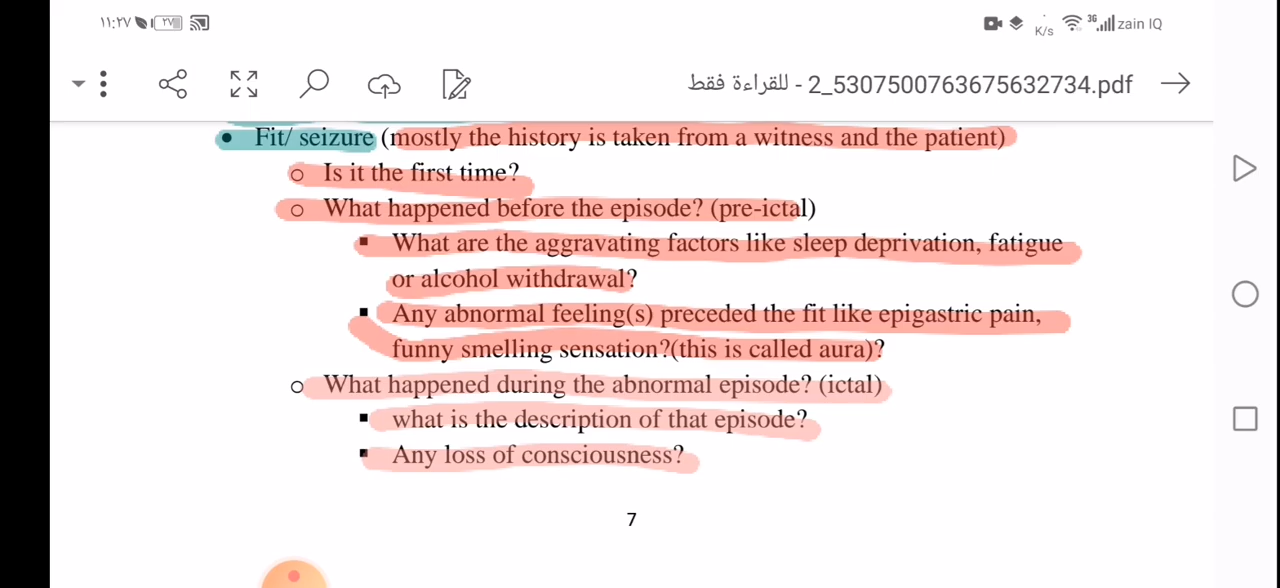 ١١:٢٧
٢٧
K/s
3G
zain IQ
2_5307500763675632734.pdf - للقراءة فقط
• Fit/ seizure (mostly the history is taken from a witness and the patient)
o Is it the first time?
o What happened before the episode? (pre-ictal)
▪ What are the aggravating factors like sleep deprivation, fatigue
or alcohol withdrawal?
▪ Any abnormal feeling(s) preceded the fit like epigastric pain,
funny smelling sensation?(this is called aura)?
o What happened during the abnormal episode? (ictal)
▪ what is the description of that episode?
▪ Any loss of consciousness?
7